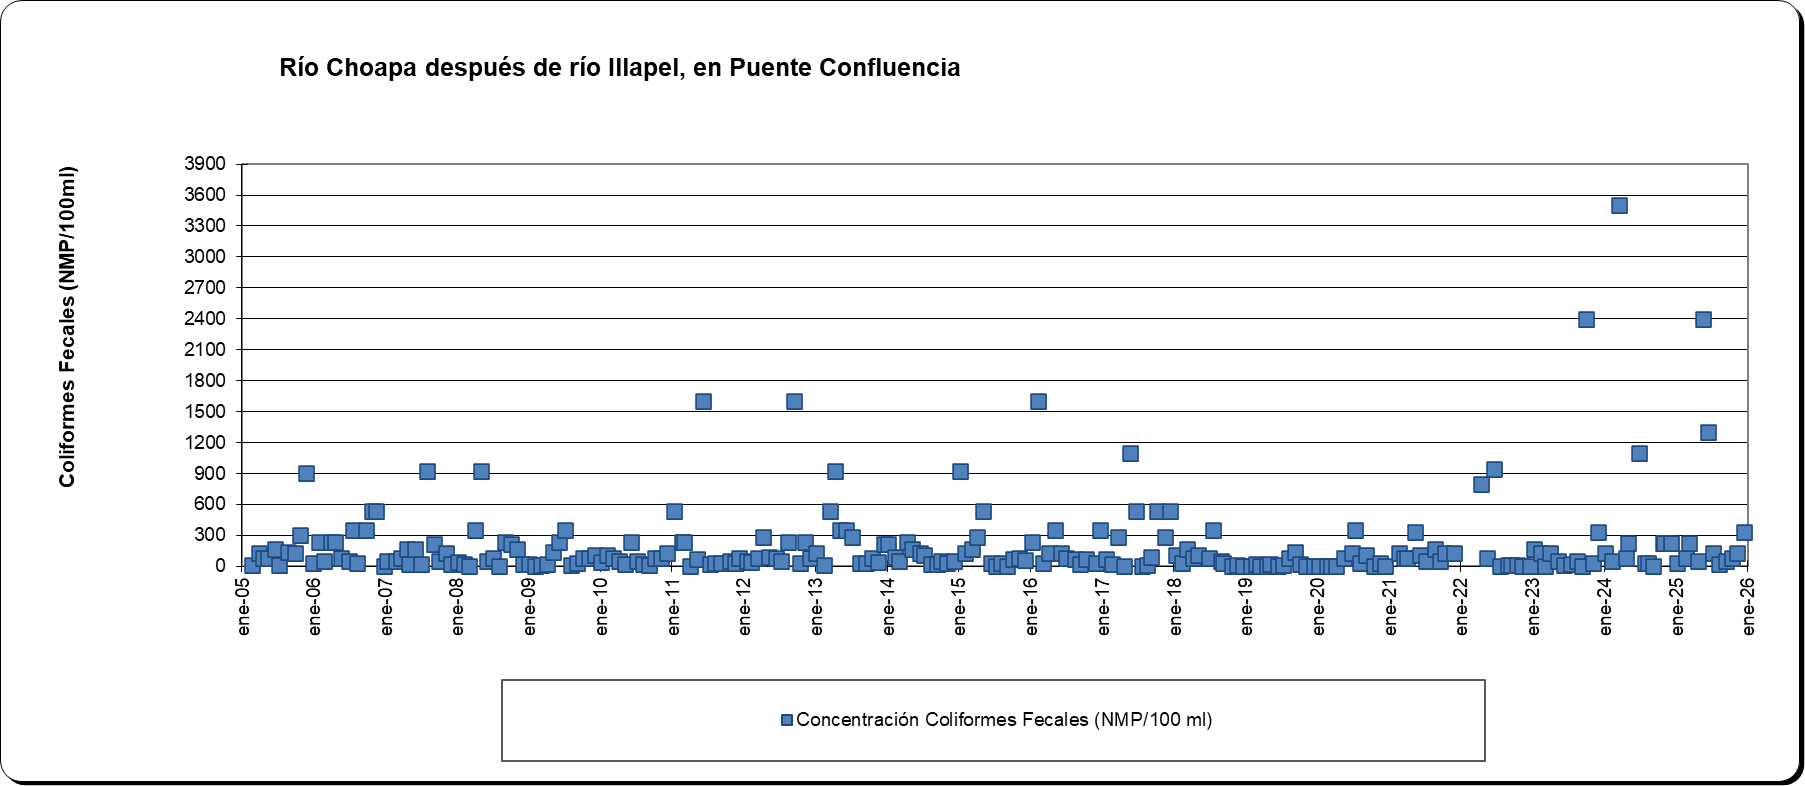 Río Choapa después de río Illapel, en Puente Confluencia
Coliformes Fecales (NMP/100ml)
3900
3600
3300
3000
2700
2400
2100
1800
1500
1200
900
600
300
0
ene-05
ene-06
ene-07
ene-08
ene-09
ene-10
ene-11
ene-12
ene-13
ene-14
ene-15
ene-16
ene-17
ene-18
ene-19
ene-20
ene-21
ene-22
ene-23
ene-24
ene-25
ene-26
Concentración Coliformes Fecales (NMP/100 ml)